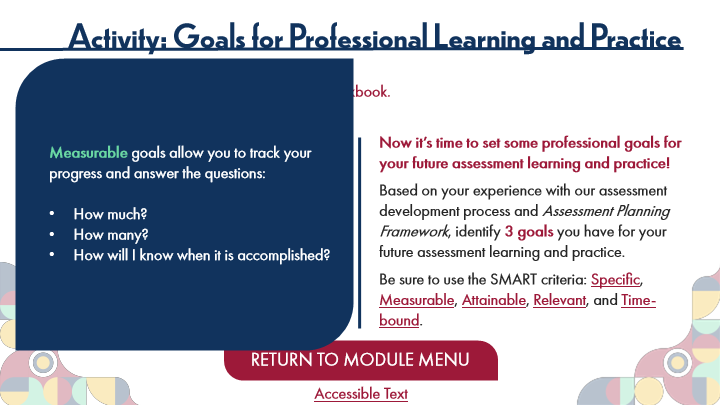 Activity: Goals for Professional Learning and Practice
Measurable goals allow you to track your
progress and answer the questions:
• How much?
• How many?
• How will I know when it is accomplished?
Now it's time to set some professional goals for
your future assessment learning and practice!
Based on your experience with our assessment
development process and Assessment Planning
Framework, identify 3 goals you have for your
future assessment learning and practice.
Be sure to use the SMART criteria: Specific,
Measurable, Attainable, Relevant, and Time-
bound.
RETURN TO MODULE MENU
Accessible Text